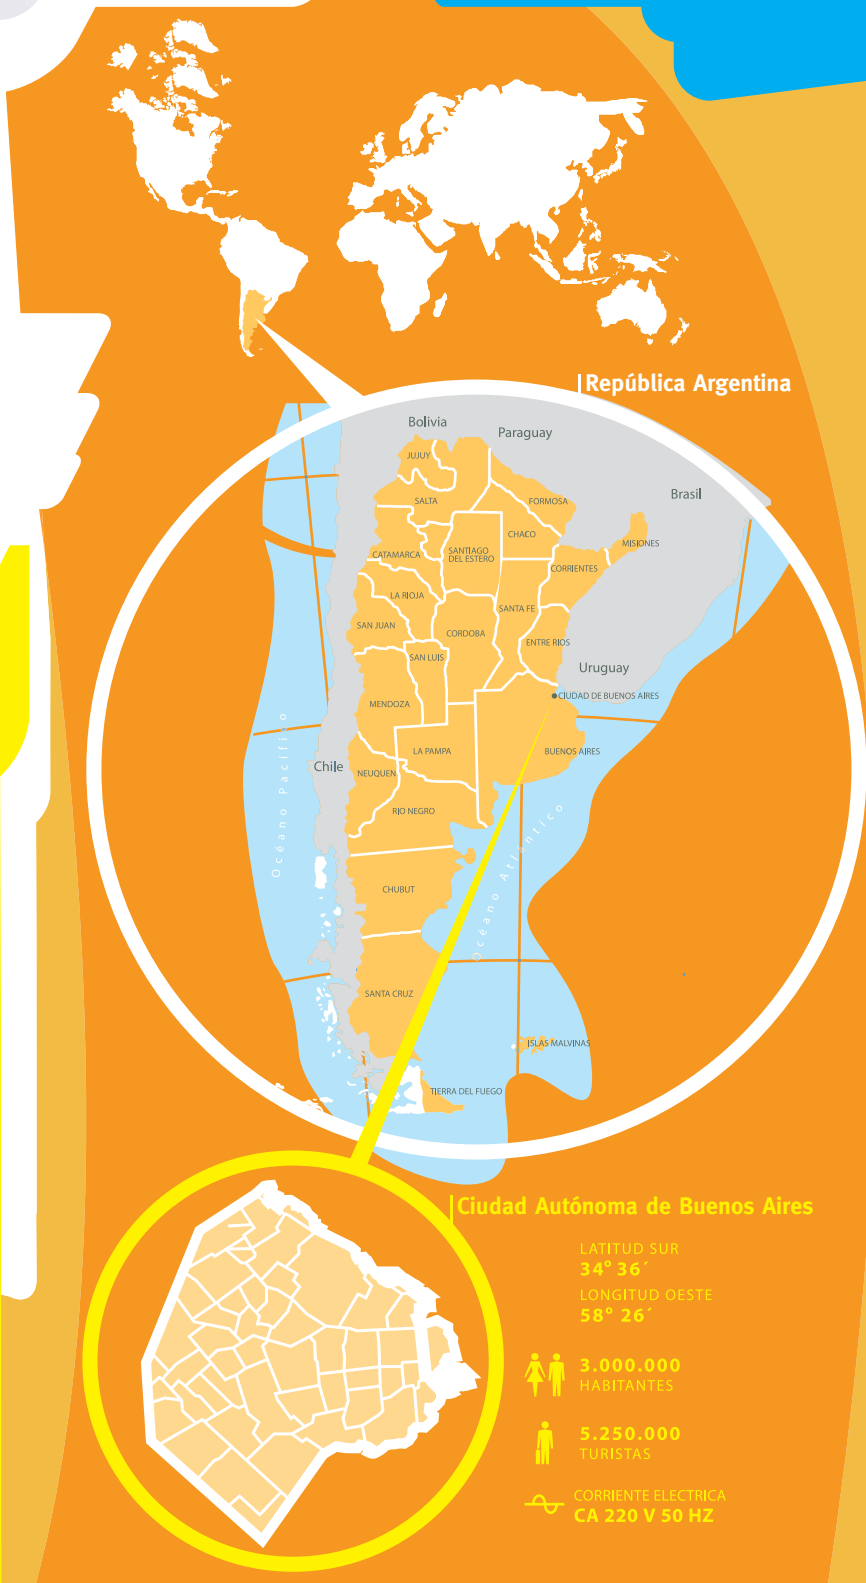 República Argentina
Bolivia
Paraguay
Brasil
JUJUY
SALTA
FORMOSA
CHACO
MISIONES
CATAMARCA
SANTIAGO
DEL ESTERO
CORRIENTES
LA RIOJA
SANTA FE
SAN JUAN
CORDOBA
ENTRE RIOS
SAN LUIS
Uruguay
CIUDAD DE BUENOS AIRES
MENDOZA
LA PAMPA
BUENOS AIRES
Chile
NEUQUEN
Océano Pacífico
RIO NEGRO
Océano Atlántico
CHUBUT
SANTA CRUZ
ISLAS MALVINAS
TIERRA DEL FUEGO
Ciudad Autónoma de Buenos Aires
LATITUD SUR
34° 36´
LONGITUD OESTE
58° 26´
3.000.000
HABITANTES
5.250.000
TURISTAS
CORRIENTE ELECTRICA
CA 220 V 50 HZ